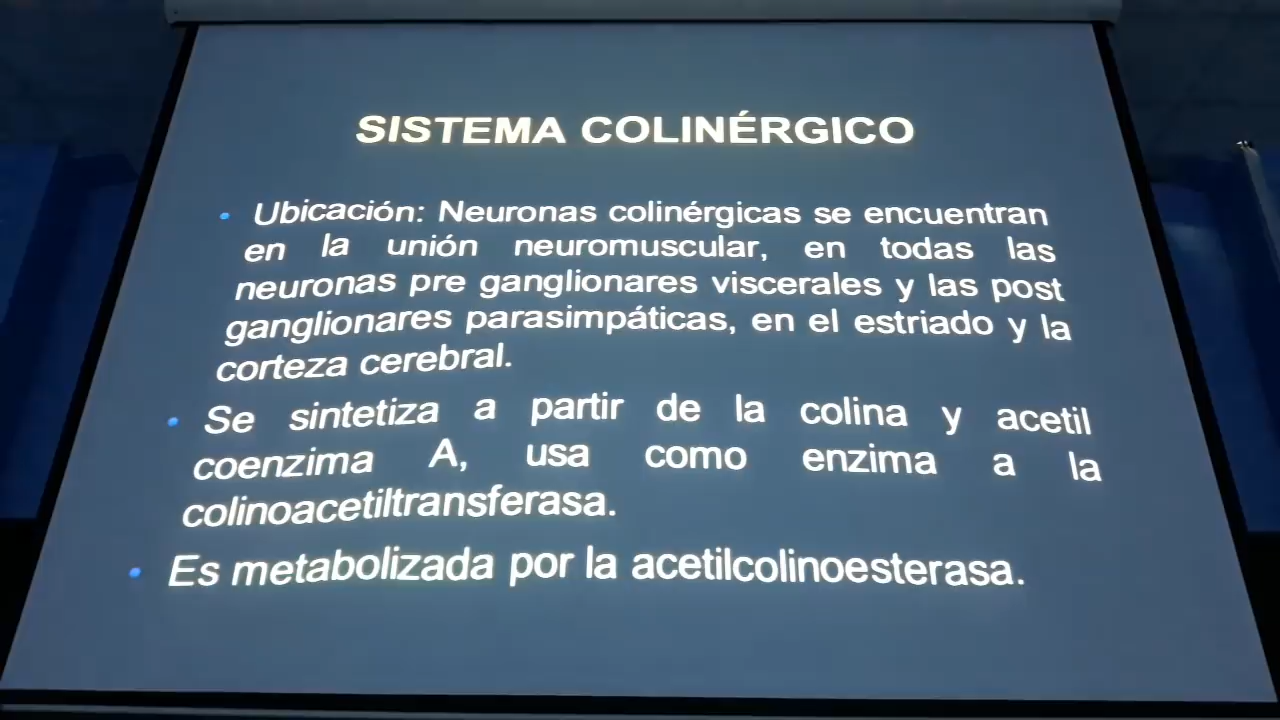 SISTEMA COLINÉRGICO
• Ubicación: Neuronas colinérgicas se encuentran
en la unión neuromuscular, en todas las
neuronas pre ganglionares viscerales y las post
ganglionares parasimpáticas, en el estriado y la
corteza cerebral.
• Se sintetiza a partir de la colina y acetil
coenzima A, usa como enzima a la
colinoacetiltransferasa.
• Es metabolizada por la acetilcolinoesterasa.